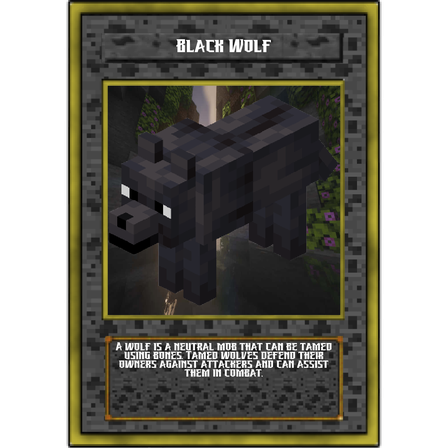 BLACK WOLF
A WOLF IS A NEUTRAL MOB THAT CAN BE TAMED
USING BONES. TAMED WOLVES DEFEND THEIR
OWNERS AGAINST ATTACKERS AND CAN ASSIST
THEM IN COMBAT.